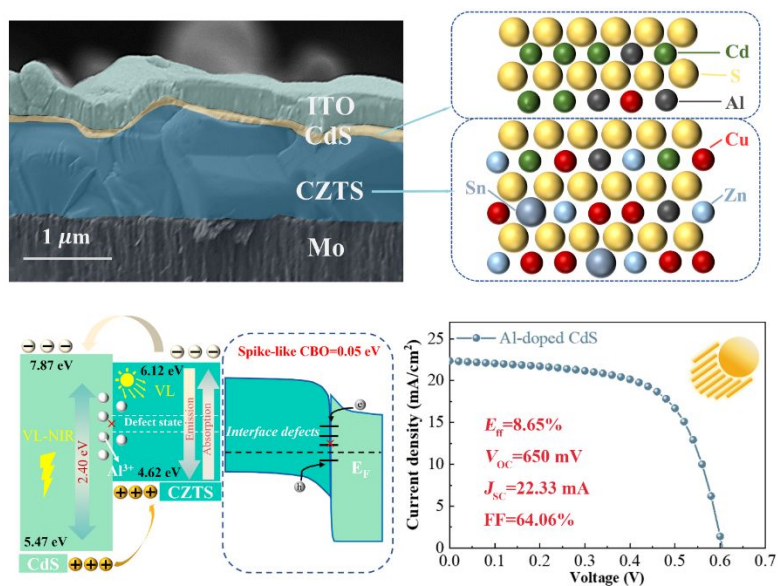 ITO
CdS
CZTS
Mo
1 μm
Cd
S
Al
Cu
Sn
Zn
7.87 eV
VL-NIR
2.40 eV
5.47 eV
CdS
6.12 eV
VL
Defect state
Al³⁺
Emission
Absorption
4.62 eV
CZTS
Spike-like CBO=0.05 eV
Interface defects
e
h
E_F
Al-doped CdS
E_ff=8.65%
V_OC=650 mV
J_SC=22.33 mA
FF=64.06%
Current density (mA/cm²)
25
20
15
10
5
0
0.0 0.1 0.2 0.3 0.4 0.5 0.6 0.7
Voltage (V)